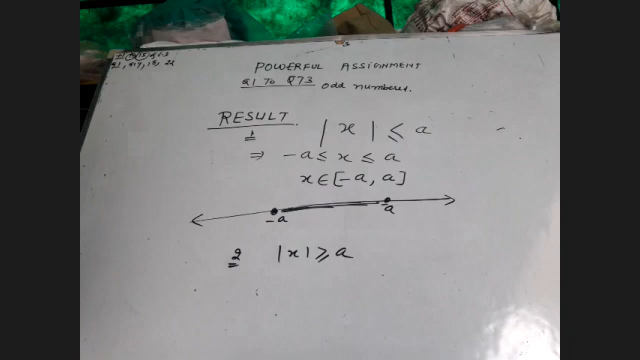 POWERFUL ASSIGNMENT
Q1 TO Q73 odd numbers.
RESULT
1 |x| ≤ a
⇒ -a ≤ x ≤ a
x ∈ [-a, a]
-a a
2 |x| ≥ a